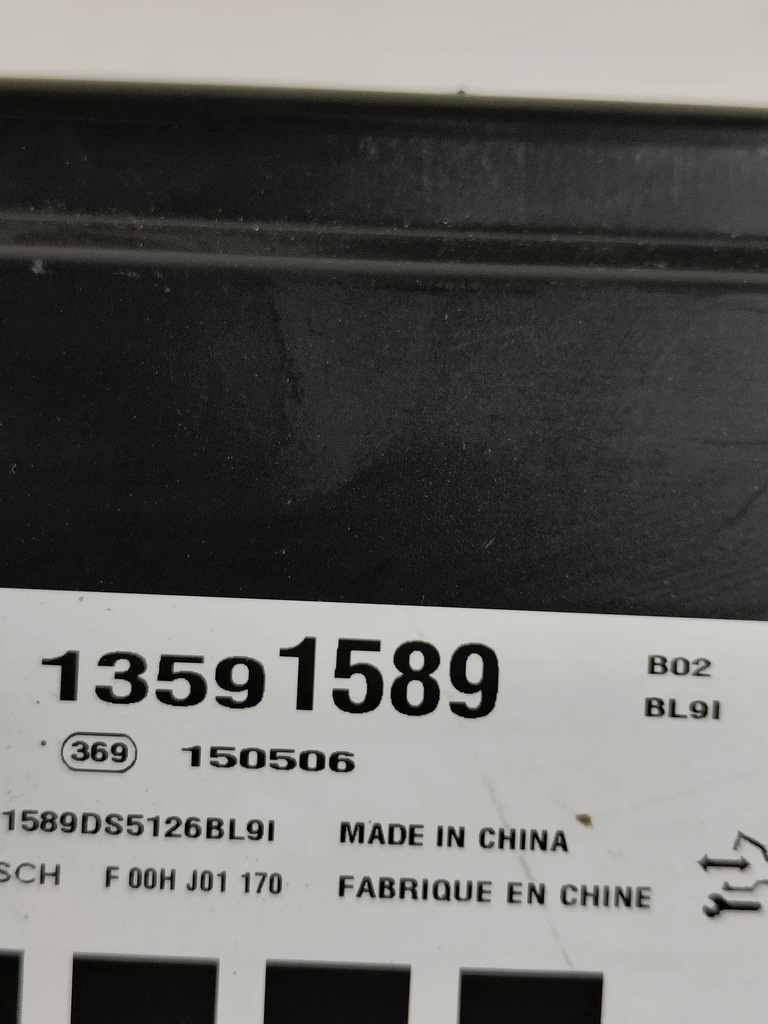 13591589
B02
BL9I
369 150506
1589DS5126BL9I
MADE IN CHINA
SCH F 00H J01 170
FABRIQUE EN CHINE